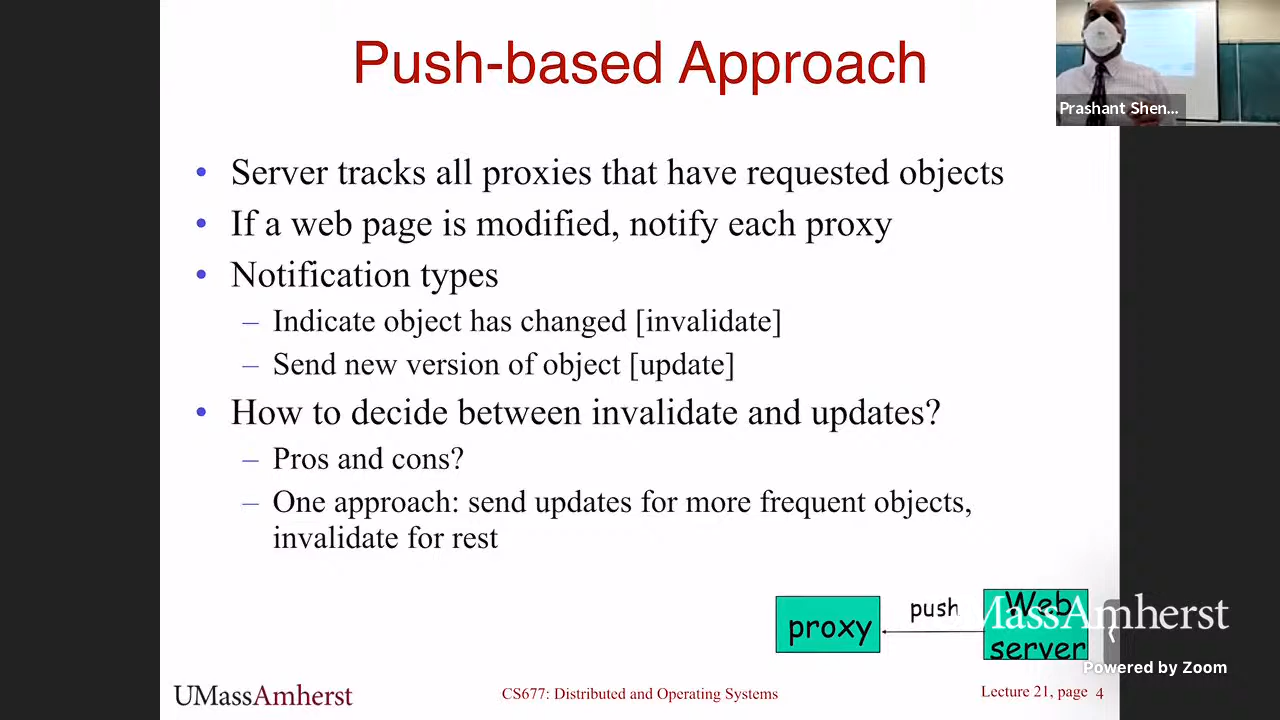 Push-based Approach
Prashant Shen...
• Server tracks all proxies that have requested objects
• If a web page is modified, notify each proxy
• Notification types
– Indicate object has changed [invalidate]
– Send new version of object [update]
• How to decide between invalidate and updates?
– Pros and cons?
– One approach: send updates for more frequent objects,
invalidate for rest
proxy
push
Web
server
MassAmherst
Powered by Zoom
UMassAmherst
CS677: Distributed and Operating Systems
Lecture 21, page 4